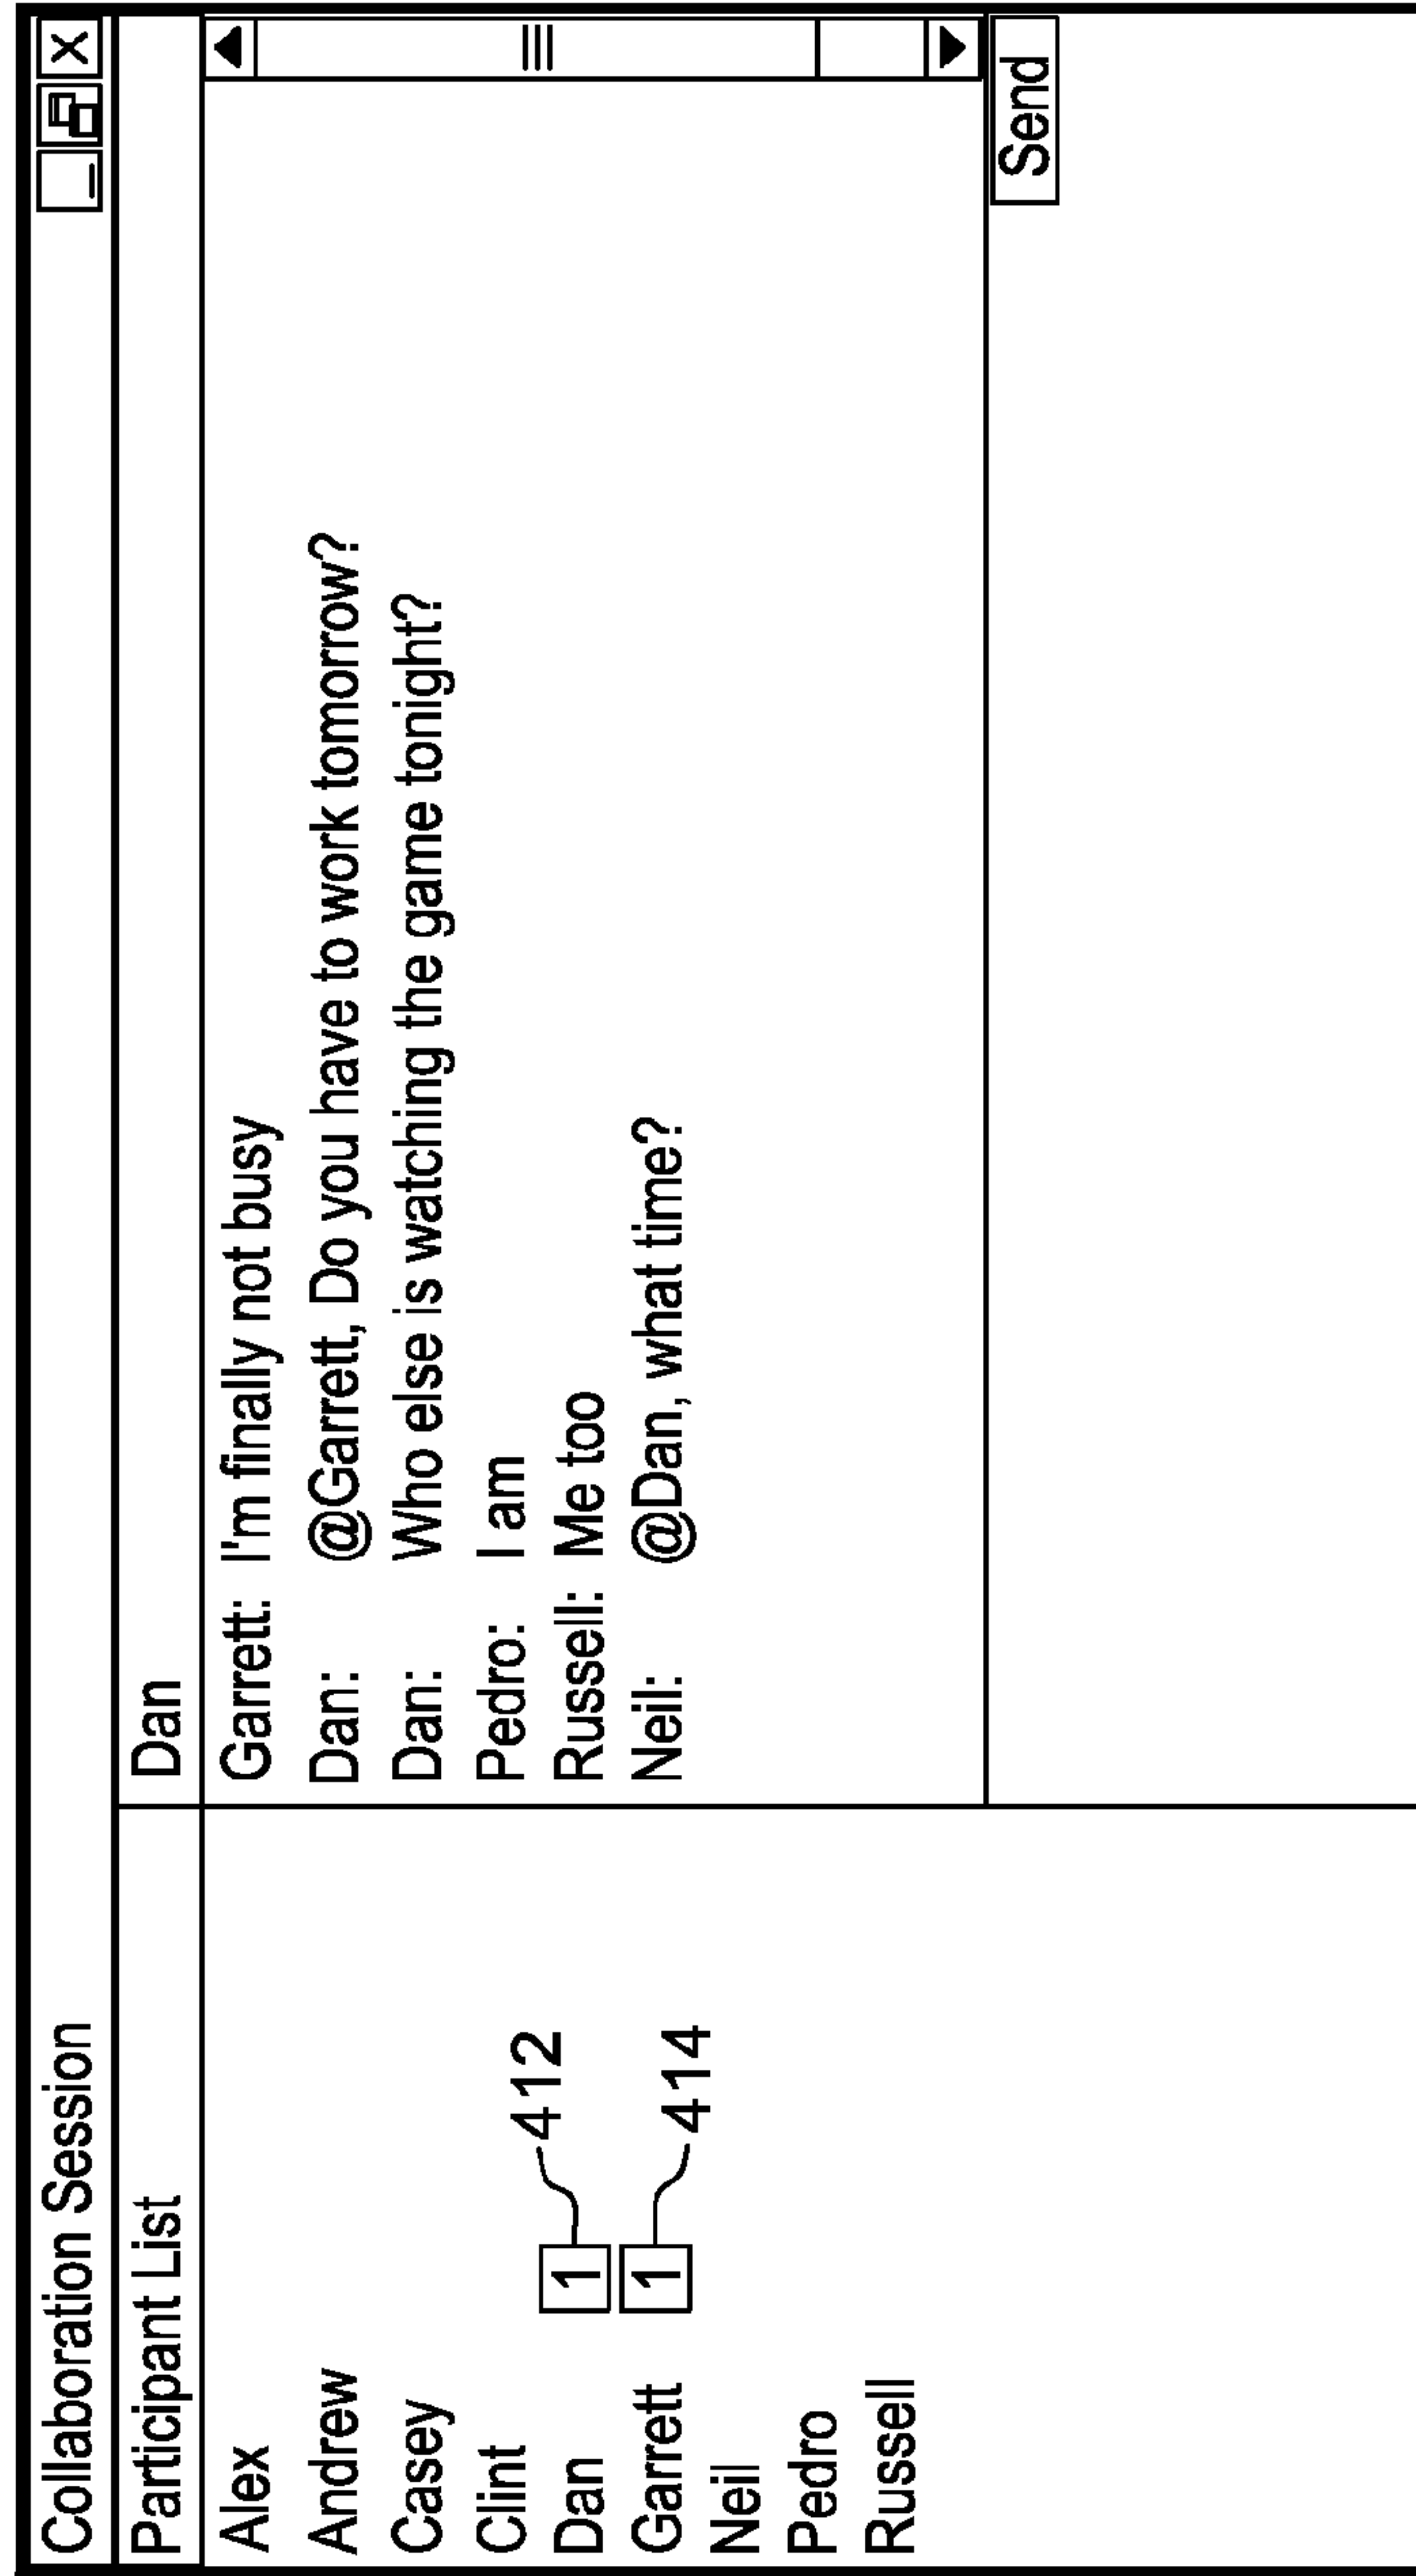 Collaboration Session
Participant List
Alex
Andrew
Casey
Clint
412
Dan 1
Garrett 1
414
Neil
Pedro
Russell
Dan
Garrett: I'm finally not busy
Dan: @Garrett, Do you have to work tomorrow?
Dan: Who else is watching the game tonight?
Pedro: I am
Russell: Me too
Neil: @Dan, what time?
Send